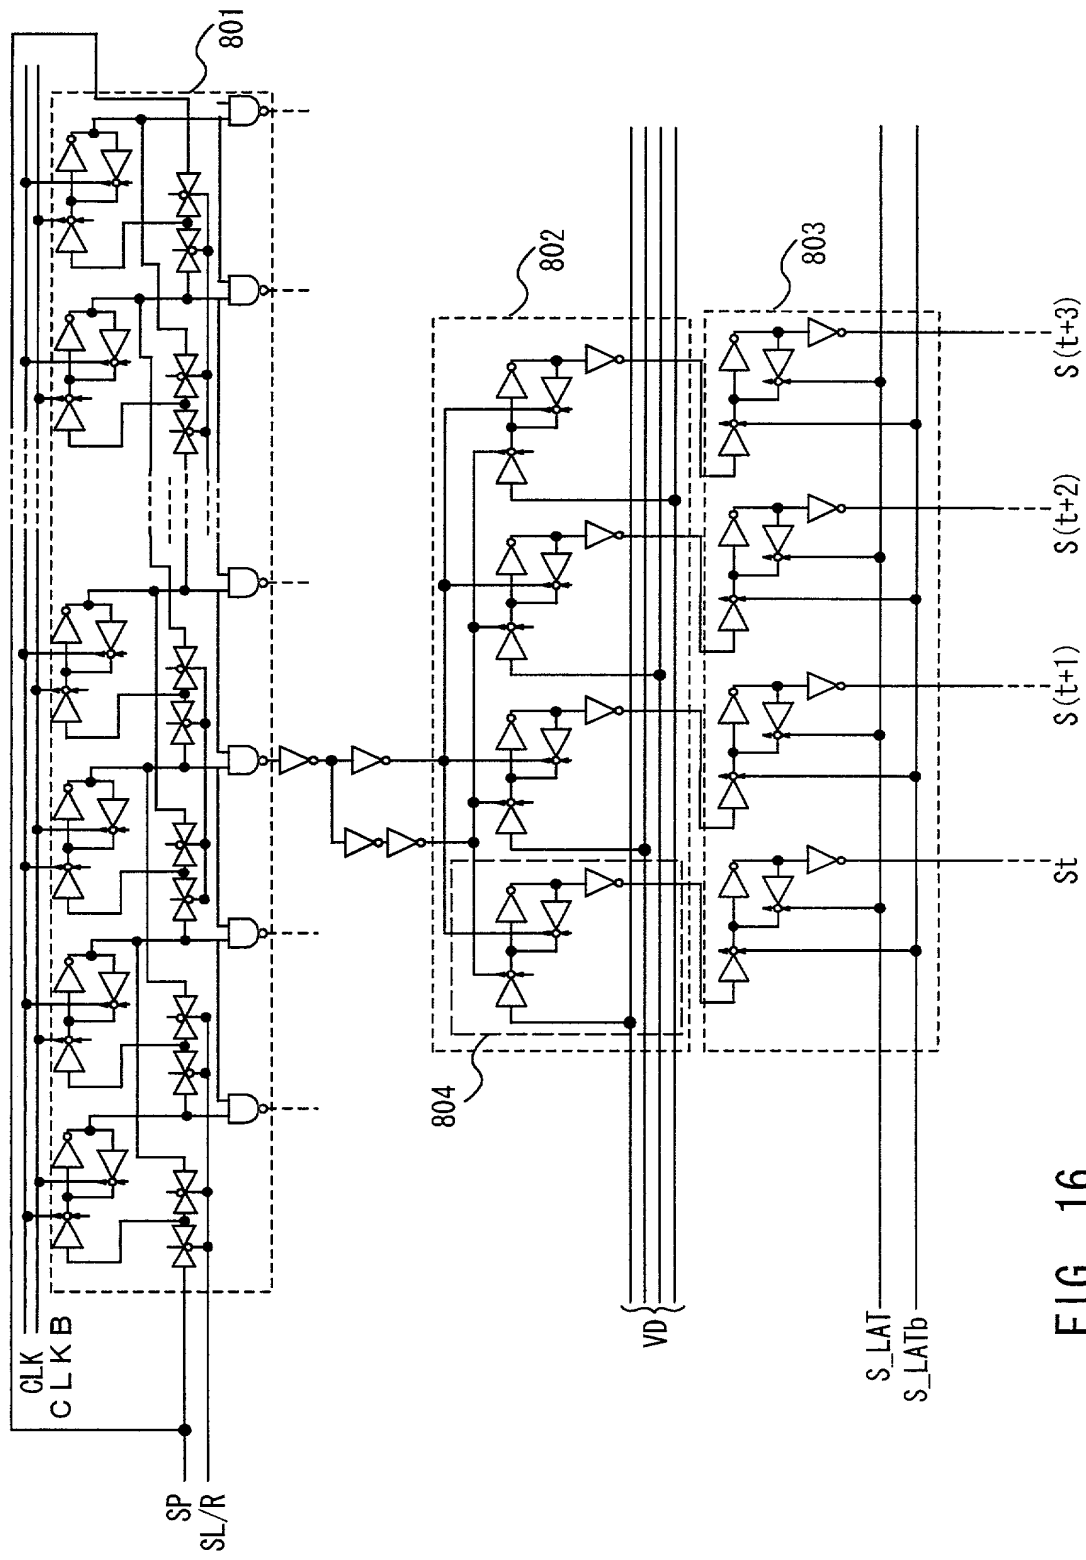 CLK
CLKB
SP
SL/R
801
802
804
VD
803
S_LAT
S_LATb
St
S(t+1)
S(t+2)
S(t+3)
FIG 16